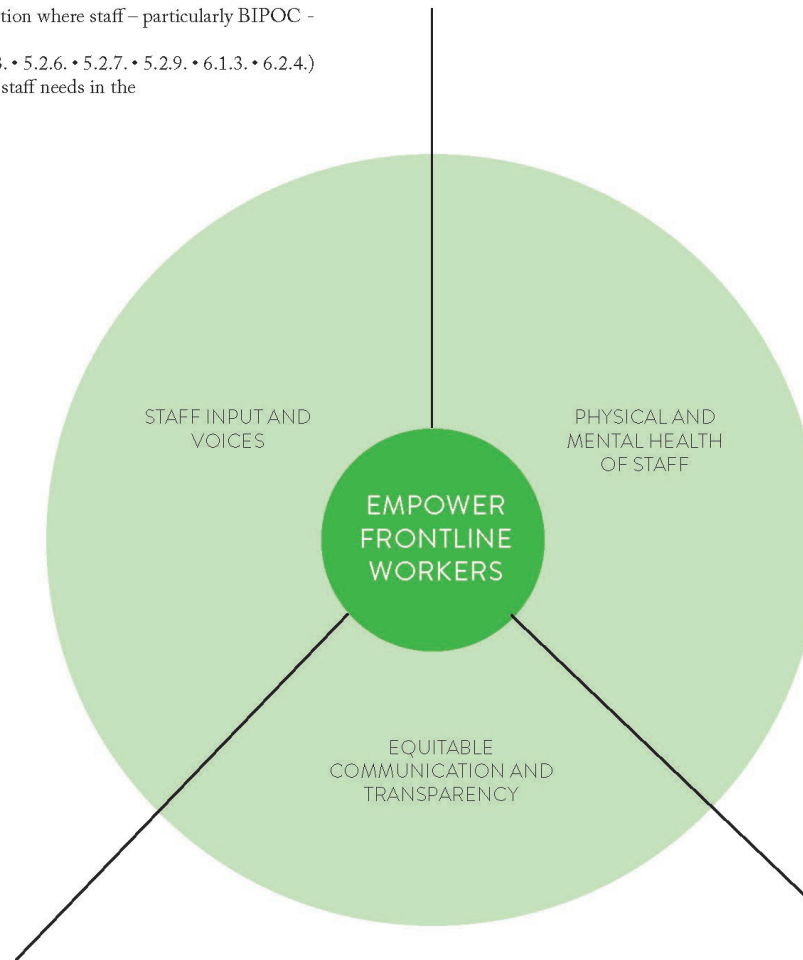 tion where staff – particularly BIPOC -
. • 5.2.6. • 5.2.7. • 5.2.9. • 6.1.3. • 6.2.4.)
staff needs in the
STAFF INPUT AND
VOICES
PHYSICAL AND
MENTAL HEALTH
OF STAFF
EMPOWER
FRONTLINE
WORKERS
EQUITABLE
COMMUNICATION AND
TRANSPARENCY